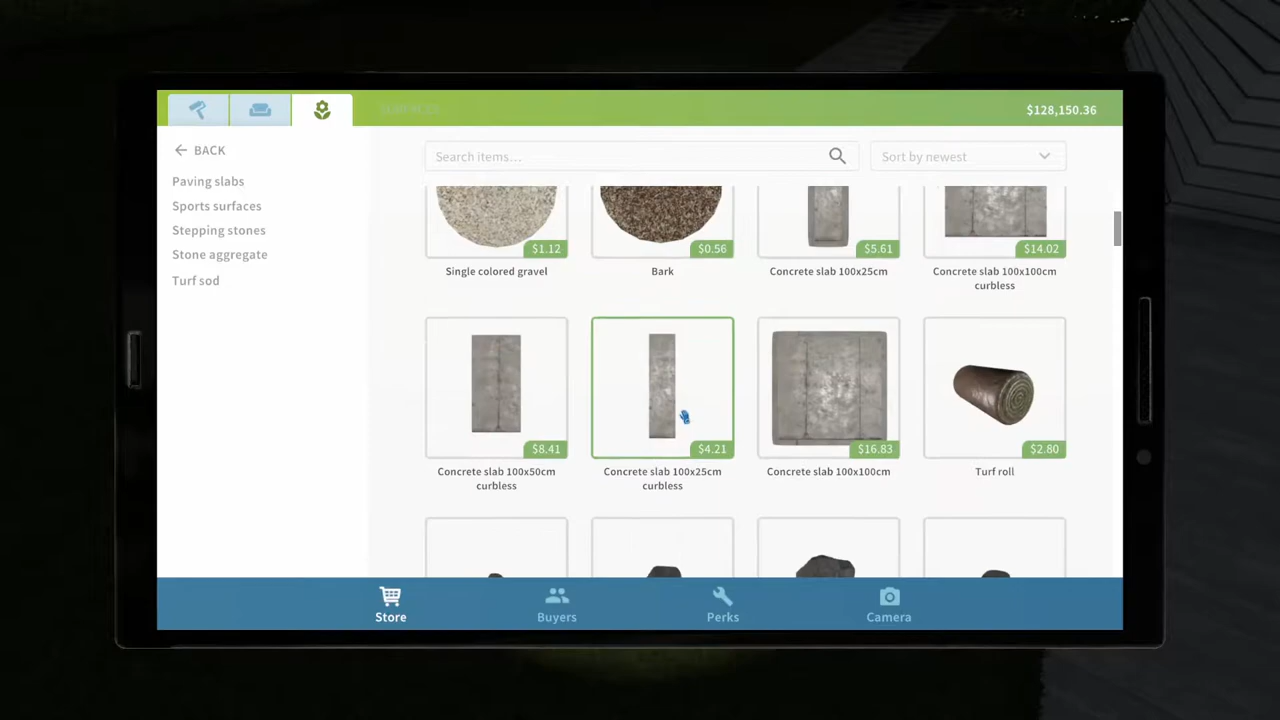 $128,150.36
BACK
Search items...
Sort by newest
Paving slabs
Sports surfaces
Stepping stones
Stone aggregate
Turf sod
$1.12
$0.56
$5.61
$14.02
Single colored gravel
Bark
Concrete slab 100x25cm
Concrete slab 100x100cm
curbless
$8.41
$4.21
$16.83
$2.80
Concrete slab 100x50cm
curbless
Concrete slab 100x25cm
curbless
Concrete slab 100x100cm
Turf roll
Store
Buyers
Perks
Camera